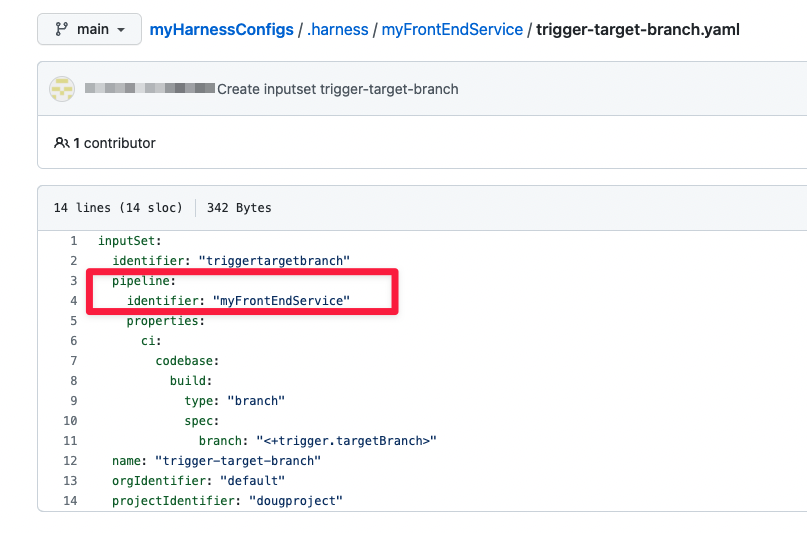 main myHarnessConfigs / .harness / myFrontEndService / trigger-target-branch.yaml
Create inputset trigger-target-branch
1 contributor
14 lines (14 sloc) 342 Bytes
1 inputSet:
2   identifier: "triggertargetbranch"
3   pipeline:
4     identifier: "myFrontEndService"
5     properties:
6       ci:
7         codebase:
8           build:
9             type: "branch"
10             spec:
11               branch: "<+trigger.targetBranch>"
12   name: "trigger-target-branch"
13   orgIdentifier: "default"
14   projectIdentifier: "dougproject"